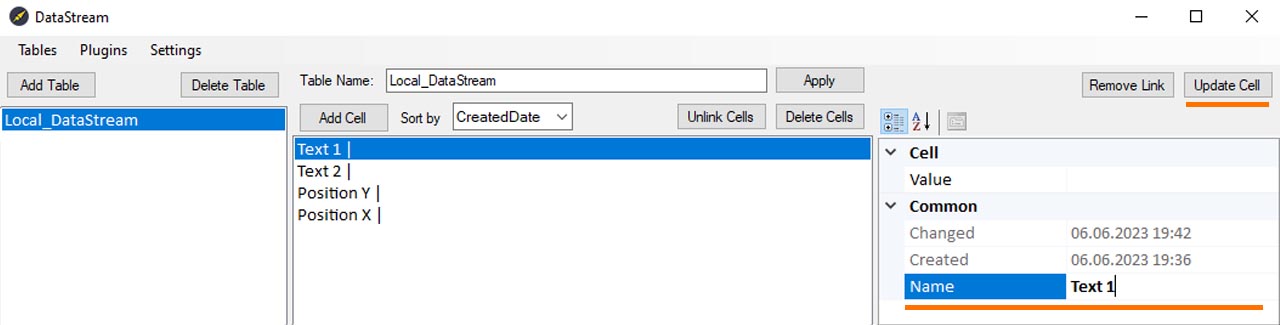 DataStream
Tables Plugins Settings
Add Table Delete Table Table Name: Local_DataStream Apply Remove Link Update Cell
Local_DataStream Add Cell Sort by CreatedDate Unlink Cells Delete Cells
Text 1 |
Text 2 |
Position Y |
Position X |
Cell
Value
Common
Changed 06.06.2023 19:42
Created 06.06.2023 19:36
Name Text 1